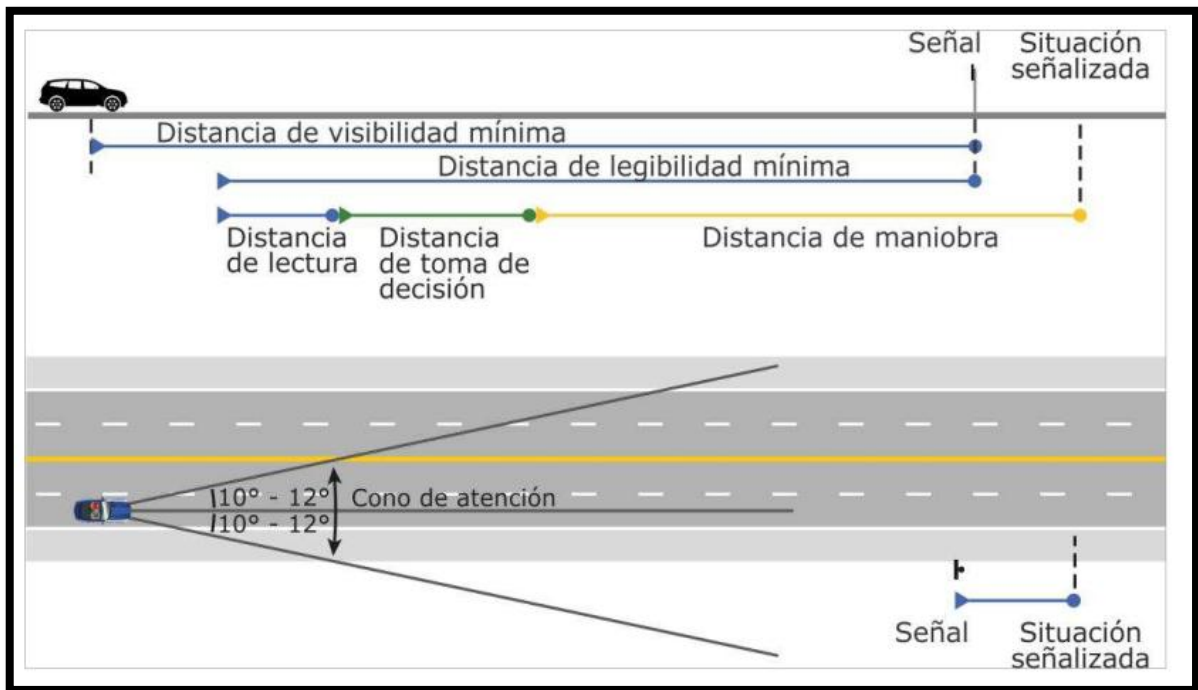 Señal
Situación
señalizada
Distancia de visibilidad mínima
Distancia de legibilidad mínima
Distancia
de lectura
Distancia
de toma de
decisión
Distancia de maniobra
10° - 12°
Cono de atención
10° - 12°
Señal
Situación
señalizada